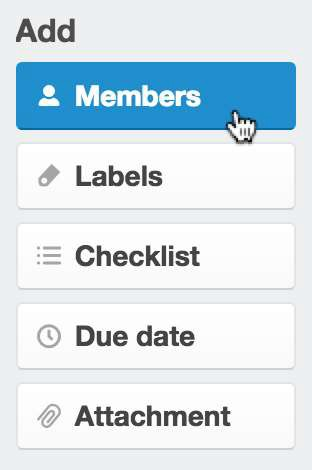 Add
Members
Labels
Checklist
Due date
Attachment